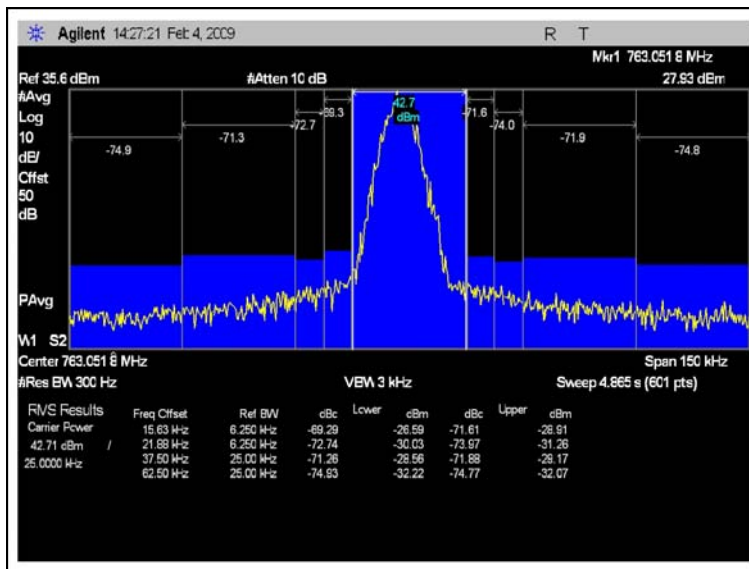 Agilent 14:27:21 Feb 4, 2009 R T
Mkr1 763.051 8 MHz
Ref 35.6 dBm #Atten 10 dB 27.93 dBm
#Avg
Log
10
dB/
Offst
50
dB
42.7
dBm
-74.9 -71.3 -72.7 -69.3 -71.6 -74.0 -71.9 -74.8
PAvg
W1 S2
Center 763.051 8 MHz Span 150 kHz
#Res BW 300 Hz VBW 3 kHz Sweep 4.865 s (601 pts)
RMS Results Freq Offset Ref BW dBc Lower dBm dBc Upper dBm
Carrier Power 15.63 kHz 6.250 kHz -69.29 -26.59 -71.61 -28.91
42.71 dBm / 21.88 kHz 6.250 kHz -72.74 -30.03 -73.97 -31.26
25.0000 kHz 37.50 kHz 25.00 kHz -71.26 -28.56 -71.88 -29.17
62.50 kHz 25.00 kHz -74.93 -32.22 -74.77 -32.07